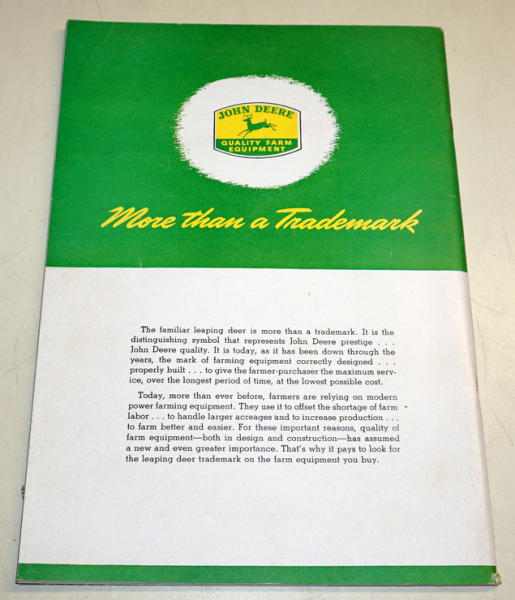 JOHN DEERE
QUALITY FARM
EQUIPMENT
More than a Trademark
The familiar leaping deer is more than a trademark. It is the
distinguishing symbol that represents John Deere prestige . . .
John Deere quality. It is today, as it has been down through the
years, the mark of farming equipment correctly designed . . .
properly built . . . to give the farmer-purchaser the maximum serv-
ice, over the longest period of time, at the lowest possible cost.
Today, more than ever before, farmers are relying on modern
power farming equipment. They use it to offset the shortage of farm
labor . . . to handle larger acreages and to increase production . . .
to farm better and easier. For these important reasons, quality of
farm equipment—both in design and construction—has assumed
a new and even greater importance. That's why it pays to look for
the leaping deer trademark on the farm equipment you buy.